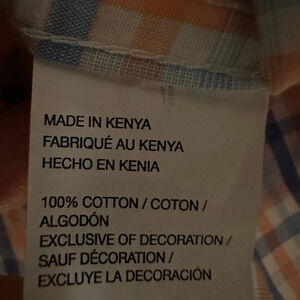 MADE IN KENYA
FABRIQUÉ AU KENYA
HECHO EN KENIA
100% COTTON / COTON /
ALGODÓN
EXCLUSIVE OF DECORATION /
SAUF DÉCORATION /
EXCLUYE LA DECORACIÓN